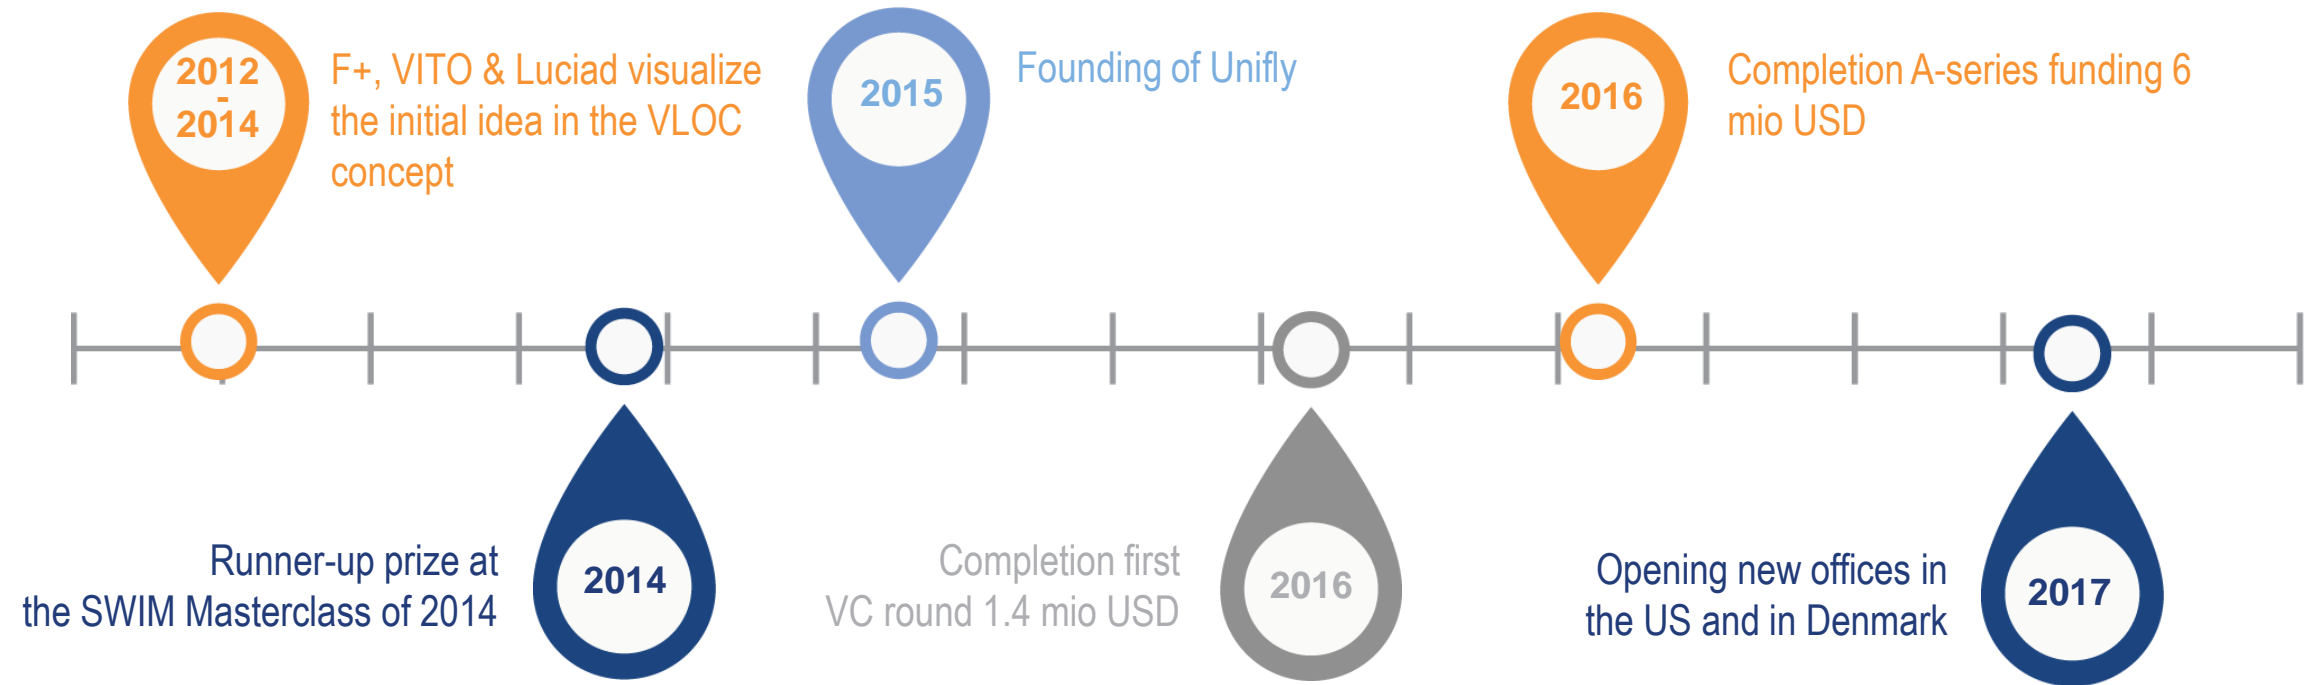 2012
-
2014
F+, VITO & Luciad visualize
the initial idea in the VLOC
concept
Runner-up prize at
the SWIM Masterclass of 2014
2014
2015
Founding of Unifly
Completion first
VC round 1.4 mio USD
2016
2016
Completion A-series funding 6
mio USD
Opening new offices in
the US and in Denmark
2017